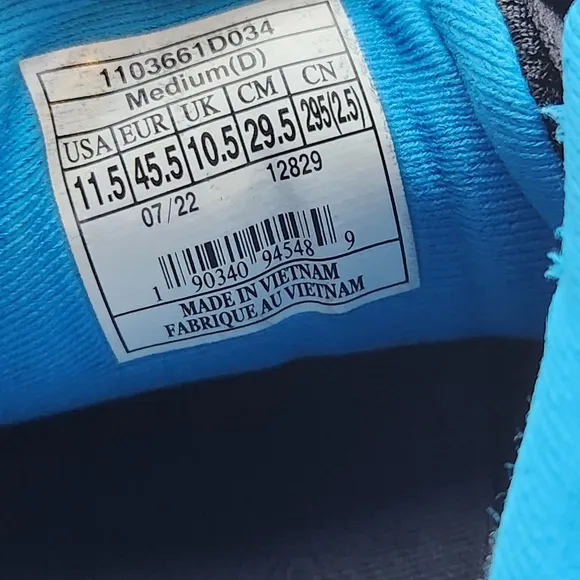 1103661D034
Medium(D)
USA EUR UK CM CN
11.5 45.5 10.5 29.5 295(2.5)
07/22 12829
1 90340 94548 9
MADE IN VIETNAM
FABRIQUE AU VIETNAM